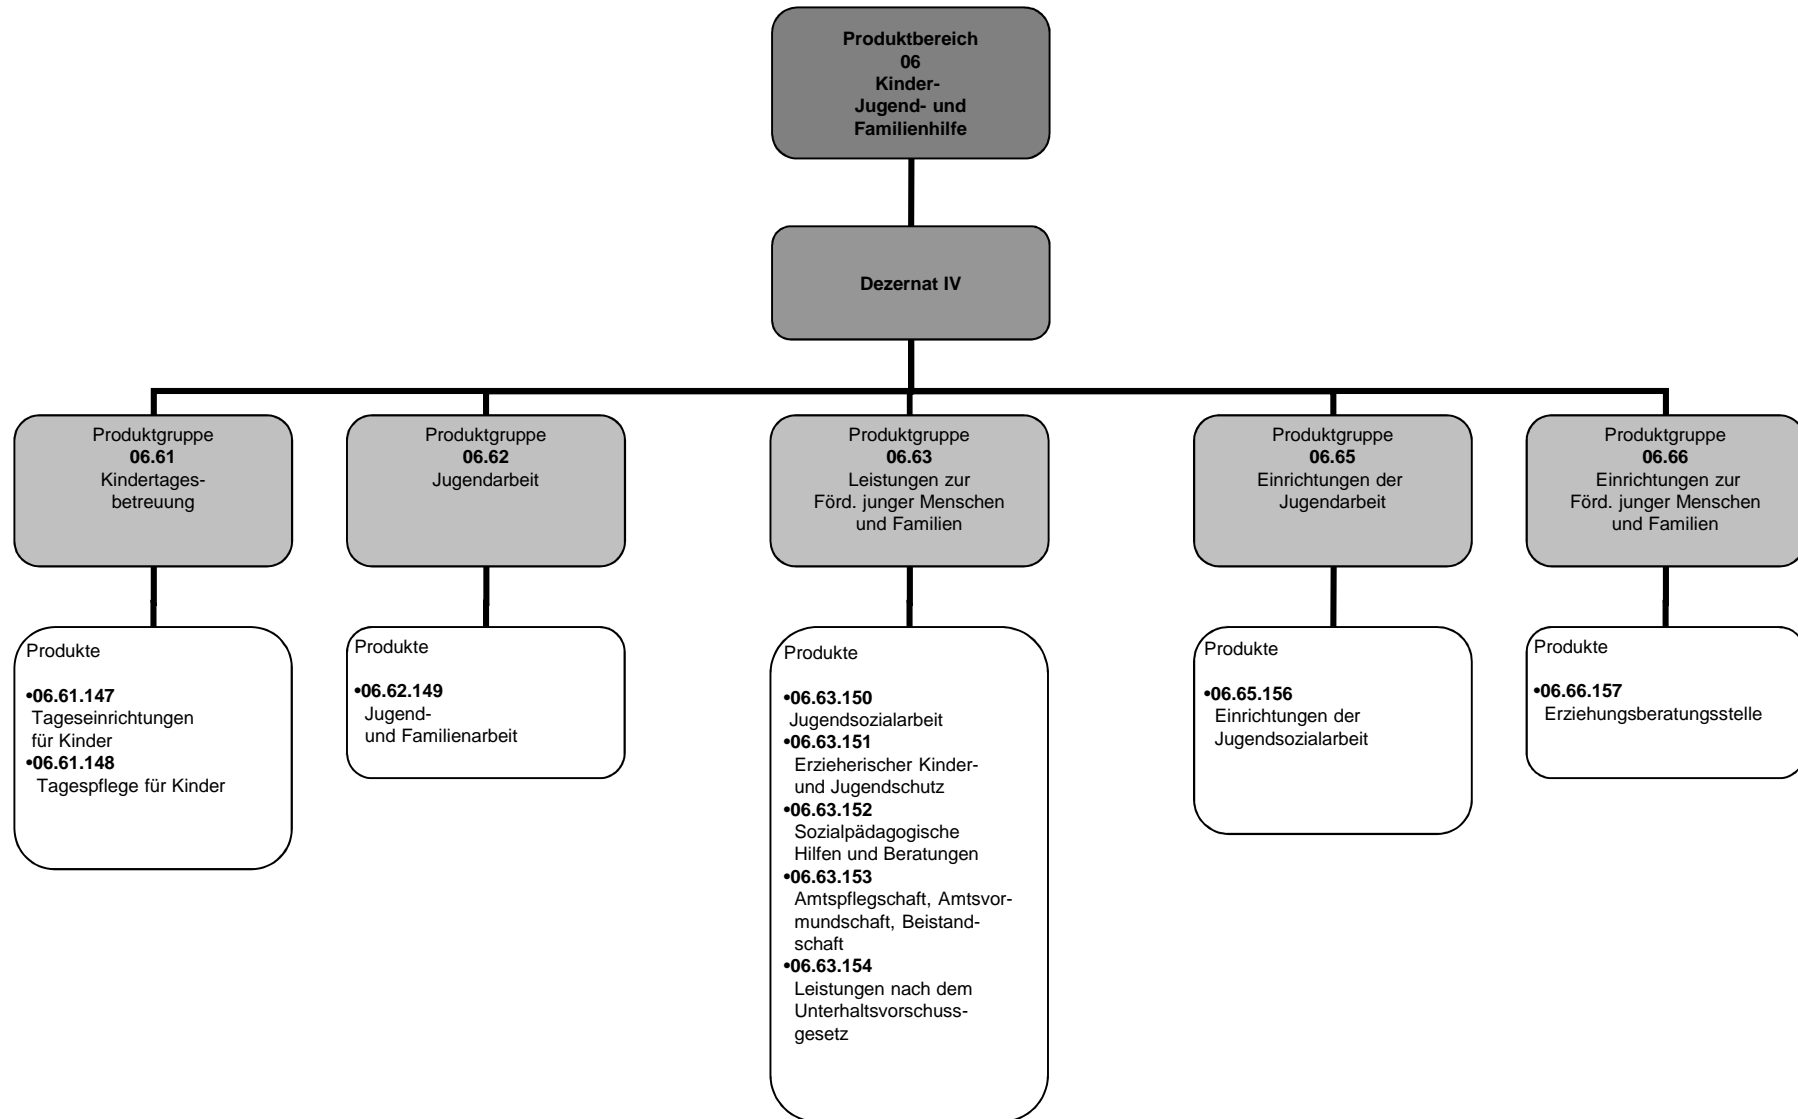 Produktbereich
06
Kinder-
Jugend- und
Familienhilfe
Dezernat IV
Produktgruppe
06.61
Kindertages-
betreuung
Produktgruppe
06.62
Jugendarbeit
Produktgruppe
06.63
Leistungen zur
Förd. junger Menschen
und Familien
Produktgruppe
06.65
Einrichtungen der
Jugendarbeit
Produktgruppe
06.66
Einrichtungen zur
Förd. junger Menschen
und Familien
Produkte
•06.61.147
Tageseinrichtungen
für Kinder
•06.61.148
Tagespflege für Kinder
Produkte
•06.62.149
Jugend-
und Familienarbeit
Produkte
•06.63.150
Jugendsozialarbeit
•06.63.151
Erzieherischer Kinder-
und Jugendschutz
•06.63.152
Sozialpädagogische
Hilfen und Beratungen
•06.63.153
Amtspflegschaft, Amtsvor-
mundschaft, Beistand-
schaft
•06.63.154
Leistungen nach dem
Unterhaltsvorschuss-
gesetz
Produkte
•06.65.156
Einrichtungen der
Jugendsozialarbeit
Produkte
•06.66.157
Erziehungsberatungsstelle